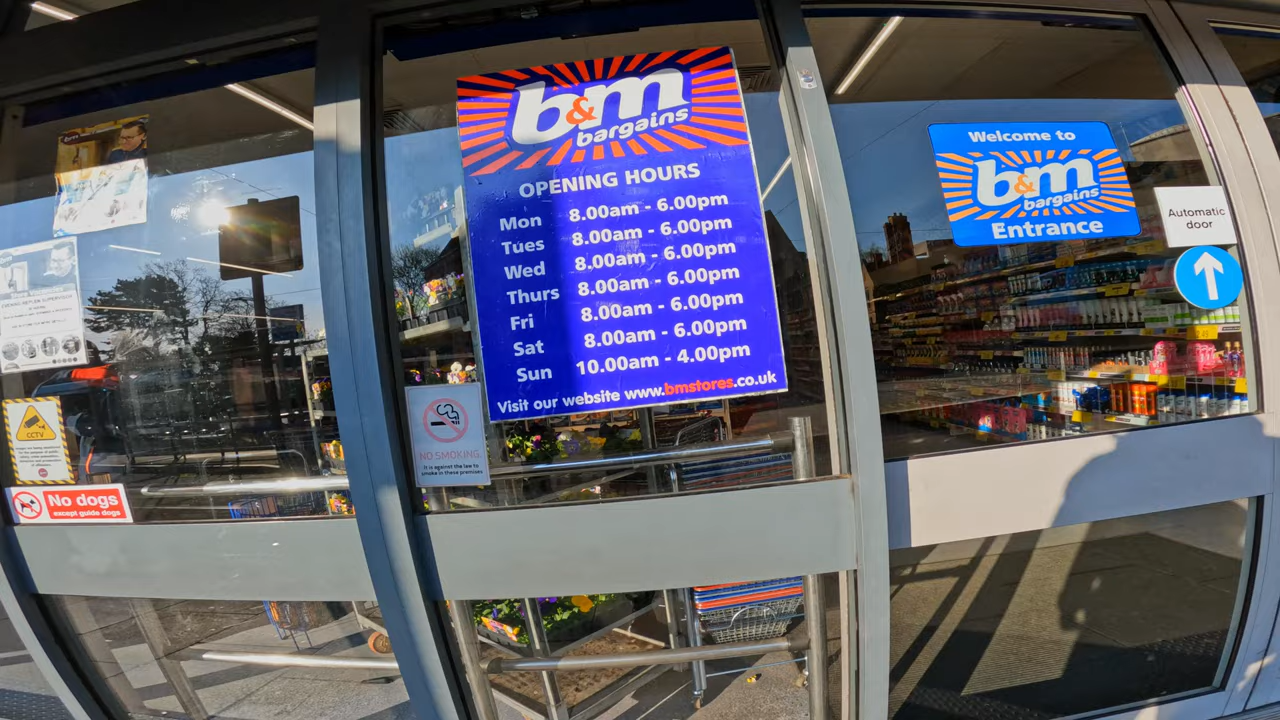 b&m
bargains
OPENING HOURS
Mon 8.00am - 6.00pm
Tues 8.00am - 6.00pm
Wed 8.00am - 6.00pm
Thurs 8.00am - 6.00pm
Fri 8.00am - 6.00pm
Sat 8.00am - 6.00pm
Sun 10.00am - 4.00pm
Visit our website www.bmstores.co.uk
Welcome to
b&m
bargains
Entrance
Automatic
door
CCTV
No dogs
except guide dogs
NO SMOKING
It is against the law to
smoke in these premises